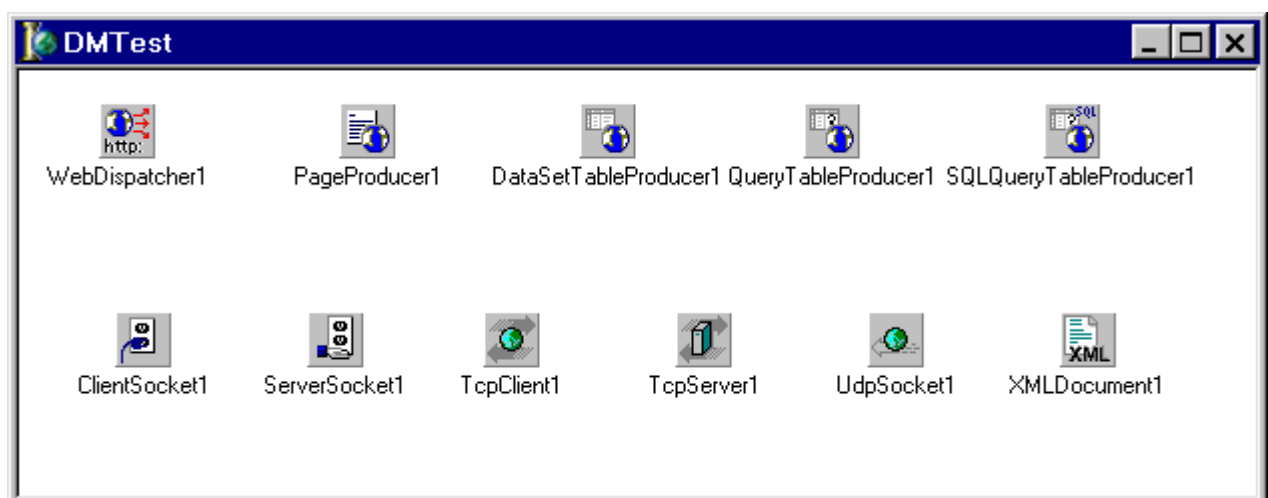 DMTest
http: SQL
WebDispatcher1 PageProducer1 DataSetTableProducer1 QueryTableProducer1 SQLQueryTableProducer1
XML
ClientSocket1 ServerSocket1 TcpClient1 TcpServer1 UdpSocket1 XMLDocument1